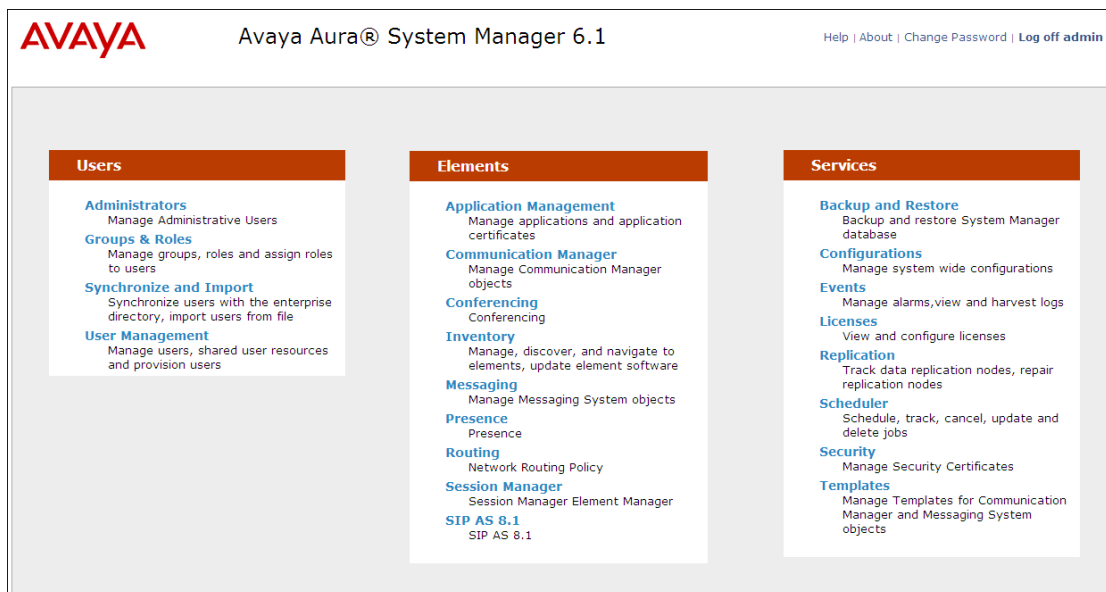 AVAYA
Avaya Aura® System Manager 6.1
Help | About | Change Password | Log off admin
Users
Administrators
Manage Administrative Users
Groups & Roles
Manage groups, roles and assign roles
to users
Synchronize and Import
Synchronize users with the enterprise
directory, import users from file
User Management
Manage users, shared user resources
and provision users
Elements
Application Management
Manage applications and application
certificates
Communication Manager
Manage Communication Manager
objects
Conferencing
Conferencing
Inventory
Manage, discover, and navigate to
elements, update element software
Messaging
Manage Messaging System objects
Presence
Presence
Routing
Network Routing Policy
Session Manager
Session Manager Element Manager
SIP AS 8.1
SIP AS 8.1
Services
Backup and Restore
Backup and restore System Manager
database
Configurations
Manage system wide configurations
Events
Manage alarms,view and harvest logs
Licenses
View and configure licenses
Replication
Track data replication nodes, repair
replication nodes
Scheduler
Schedule, track, cancel, update and
delete jobs
Security
Manage Security Certificates
Templates
Manage Templates for Communication
Manager and Messaging System
objects